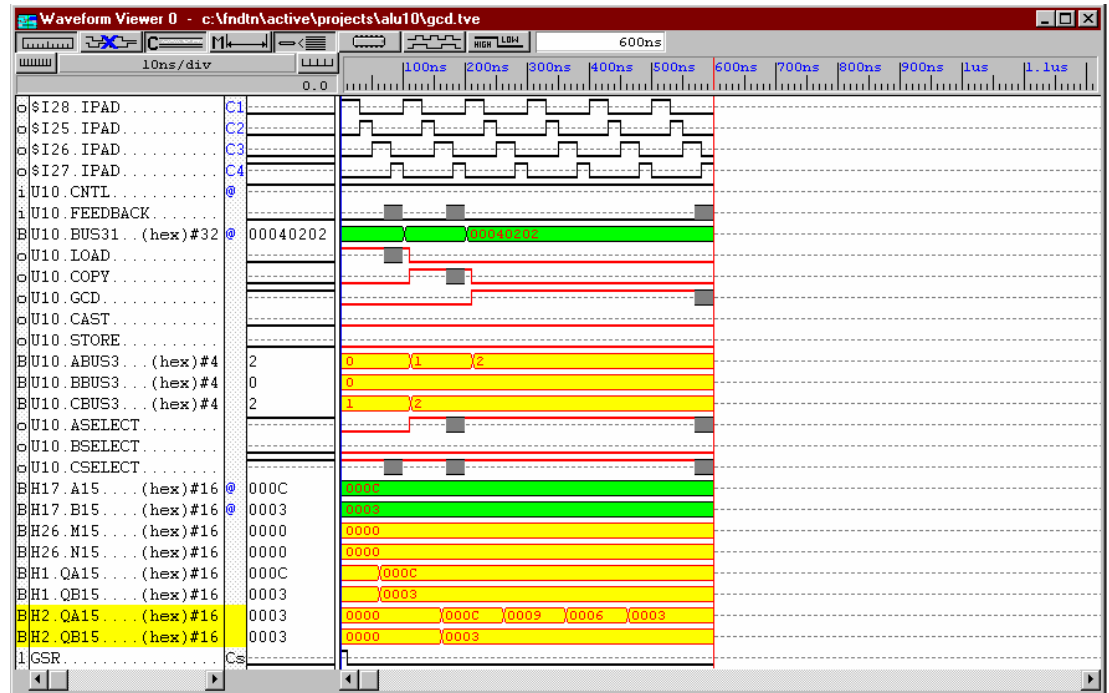 Waveform Viewer 0 - c:\fndtn\active\projects\alu10\gcd.tve
C M HIGH LOW 600ns
10ns/div 100ns 200ns 300ns 400ns 500ns 600ns 700ns 800ns 900ns 1us 1.1us
0.0
o $I28.IPAD.......... C1
o $I25.IPAD.......... C2
o $I26.IPAD.......... C3
o $I27.IPAD.......... C4
i U10.CNTL........... @
i U10.FEEDBACK.......
B U10.BUS31..(hex)#32 @ 00040202 00040202
o U10.LOAD...........
o U10.COPY...........
o U10.GCD............
o U10.CAST...........
o U10.STORE..........
B U10.ABUS3...(hex)#4 2 0 1 2
B U10.BBUS3...(hex)#4 0 0
B U10.CBUS3...(hex)#4 2 1 2
o U10.ASELECT........
o U10.BSELECT........
o U10.CSELECT........
B H17.A15....(hex)#16 @ 000C 000C
B H17.B15....(hex)#16 @ 0003 0003
B H26.M15....(hex)#16 0000 0000
B H26.N15....(hex)#16 0000 0000
B H1.QA15....(hex)#16 000C 000C
B H1.QB15....(hex)#16 0003 0003
B H2.QA15....(hex)#16 0003 0000 000C 0009 0006 0003
B H2.QB15....(hex)#16 0003 0000 0003
l GSR................ Cs